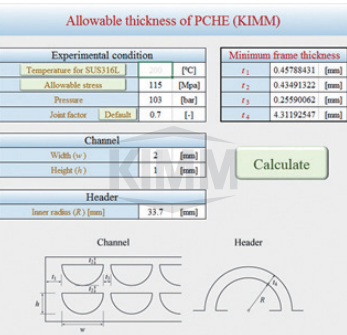 Allowable thickness of PCHE (KIMM)
Experimental condition
Temperature for SUS316L [℃]
Allowable stress 115 [Mpa]
Pressure 103 [bar]
Joint factor Default 0.7 [-]
Minimum frame thickness
t1 0.45788431 [mm]
t2 0.43491322 [mm]
t3 0.25590062 [mm]
t4 4.31192547 [mm]
Channel
Width (w) 2 [mm]
Height (h) 1 [mm]
Calculate
KIMM
Header
Inner radius (R) [mm] 33.7 [mm]
Channel Header
t2
t1 t3
t2
h
w
t4
R